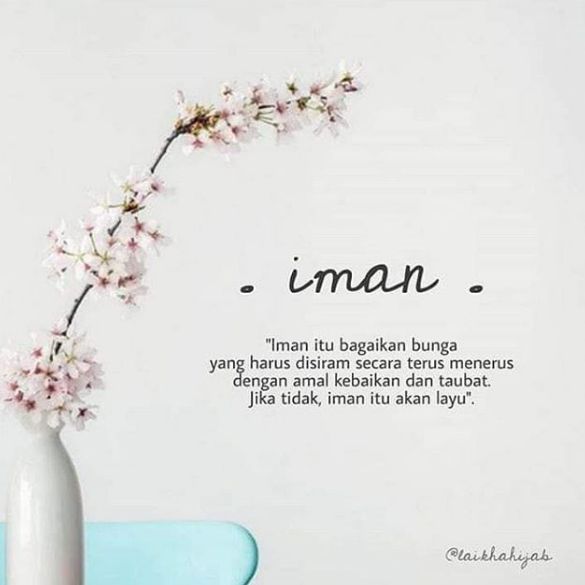 . iman .
"Iman itu bagaikan bunga
yang harus disiram secara terus menerus
dengan amal kebaikan dan taubat.
Jika tidak, iman itu akan layu".
@laikhahijab